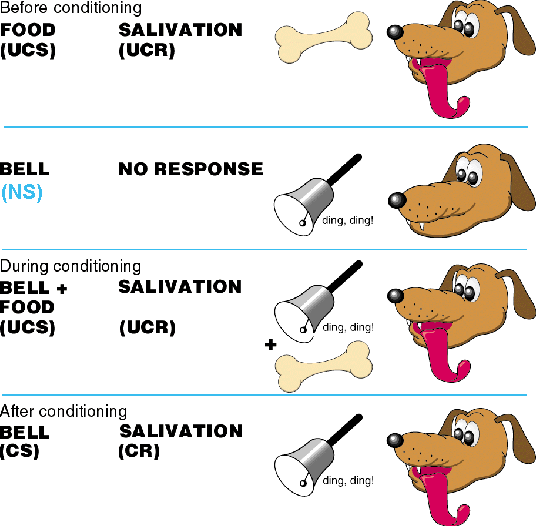 Before conditioning
FOOD SALIVATION
(UCS) (UCR)
BELL NO RESPONSE
(NS)
ding, ding!
During conditioning
BELL + SALIVATION
FOOD
(UCS) (UCR)
ding, ding!
+
After conditioning
BELL SALIVATION
(CS) (CR)
ding, ding!